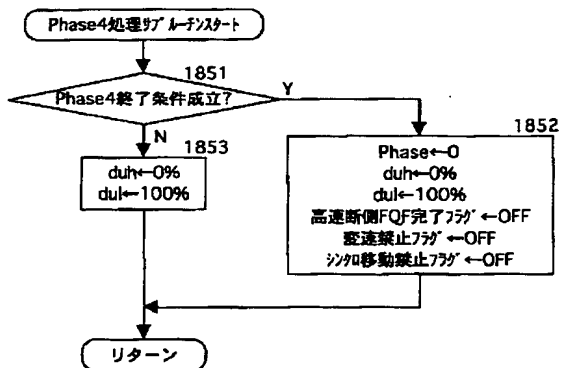 Phase4処理ｻﾌﾞﾙｰﾁﾝｽﾀｰﾄ
1851
Phase4終了条件成立?
Y
N
1852
Phase←0
duh←0%
dul←100%
高速断側FQF完了ﾌﾗｸﾞ←OFF
変速禁止ﾌﾗｸﾞ←OFF
ｼﾝｸﾛ移動禁止ﾌﾗｸﾞ←OFF
1853
duh←0%
dul←100%
リターン